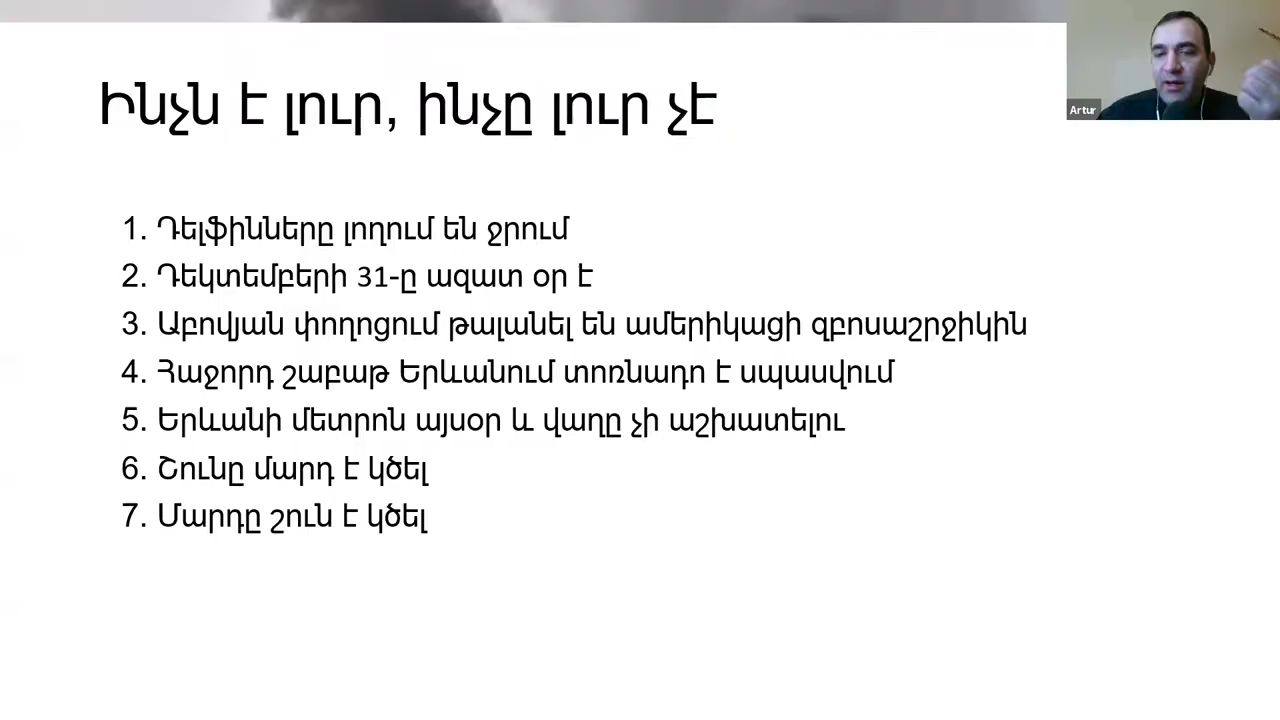 Ինչն է լուր, ինչը լուր չէ
Artur
1. Դելֆինները լողում են ջրում
2. Դեկտեմբերի 31-ը ազատ օր է
3. Աբովյան փողոցում թալանել են ամերիկացի զբոսաշրջիկին
4. Հաջորդ շաբաթ Երևանում տոռնադո է սպասվում
5. Երևանի մետրոն այսօր և վաղը չի աշխատելու
6. Շունը մարդ է կծել
7. Մարդը շուն է կծել